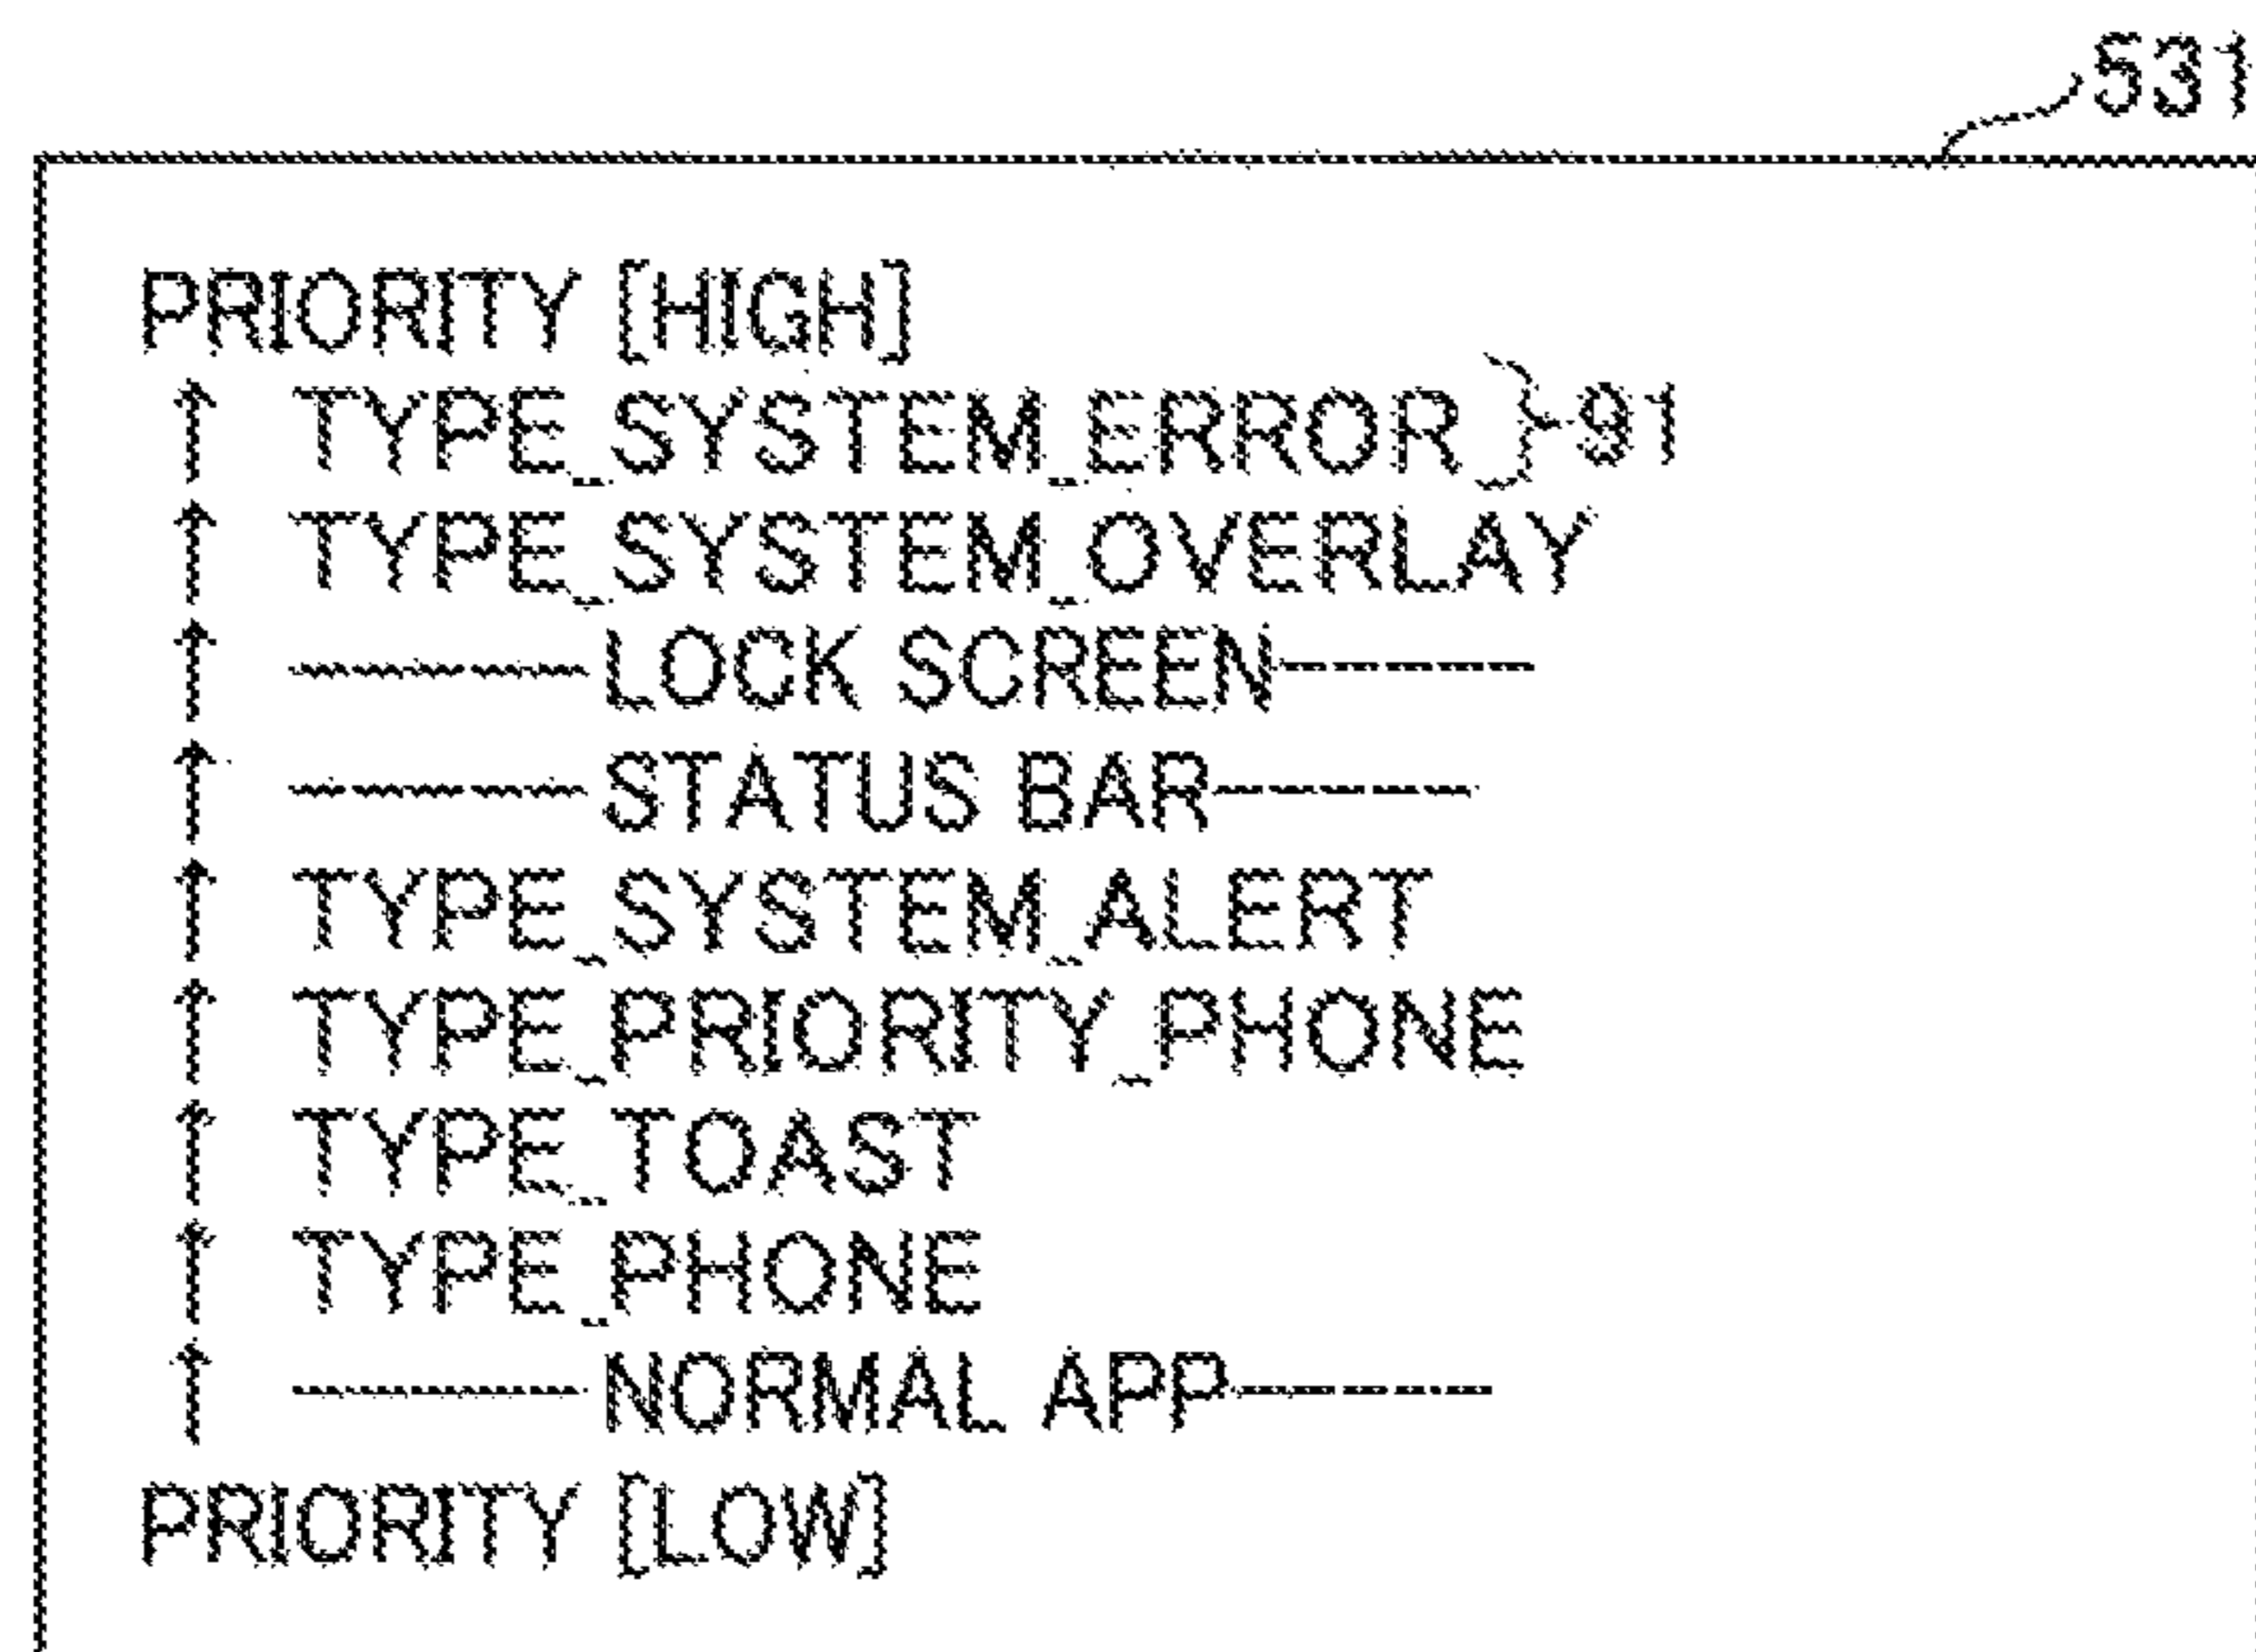 531
PRIORITY [HIGH]
↑ TYPE_SYSTEM_ERROR }91
↑ TYPE_SYSTEM_OVERLAY
↑ -----LOCK SCREEN-----
↑ -----STATUS BAR-----
↑ TYPE_SYSTEM_ALERT
↑ TYPE_PRIORITY_PHONE
↑ TYPE_TOAST
↑ TYPE_PHONE
↑ -----NORMAL APP-----
PRIORITY [LOW]